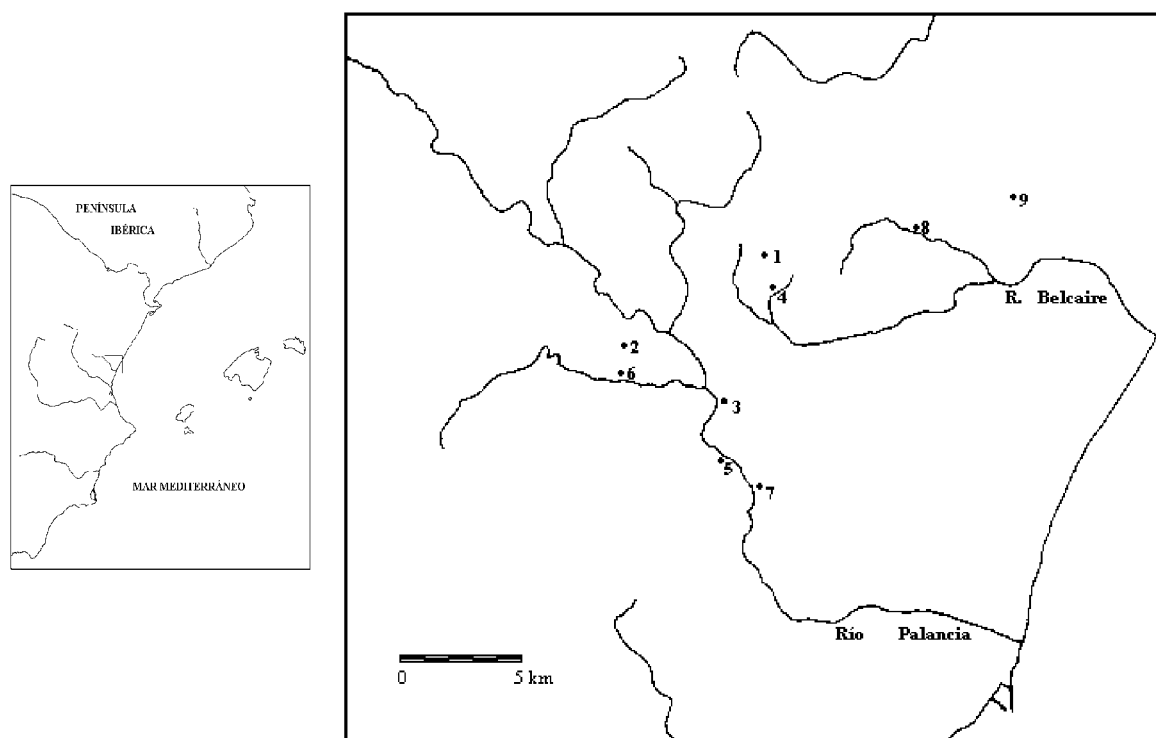 PENÍNSULA
IBÉRICA
MAR MEDITERRÁNEO
9
8
1
4
R. Belcaire
2
6
3
5
7
Río Palancia
0 5 km